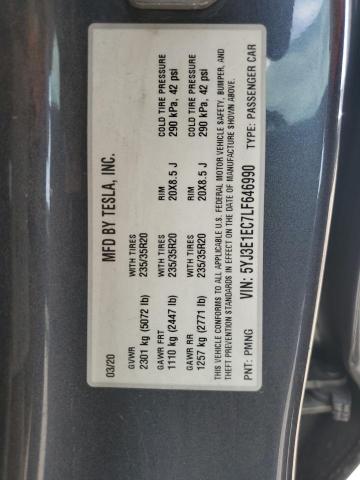 MFD BY TESLA, INC.
03/20
GVWR WITH TIRES RIM COLD TIRE PRESSURE
2301 kg (5072 lb) 235/35R20 20X8.5 J 290 kPa, 42 psi
GAWR FRT WITH TIRES RIM COLD TIRE PRESSURE
1110 kg (2447 lb) 235/35R20 20X8.5 J 290 kPa, 42 psi
GAWR RR WITH TIRES
1257 kg (2771 lb) 235/35R20
THIS VEHICLE CONFORMS TO ALL APPLICABLE U.S. FEDERAL MOTOR VEHICLE SAFETY, BUMPER, AND
THEFT PREVENTION STANDARDS IN EFFECT ON THE DATE OF MANUFACTURE SHOWN ABOVE.
VIN: 5YJ3E1EC7LF646990
PNT: PMNG TYPE: PASSENGER CAR